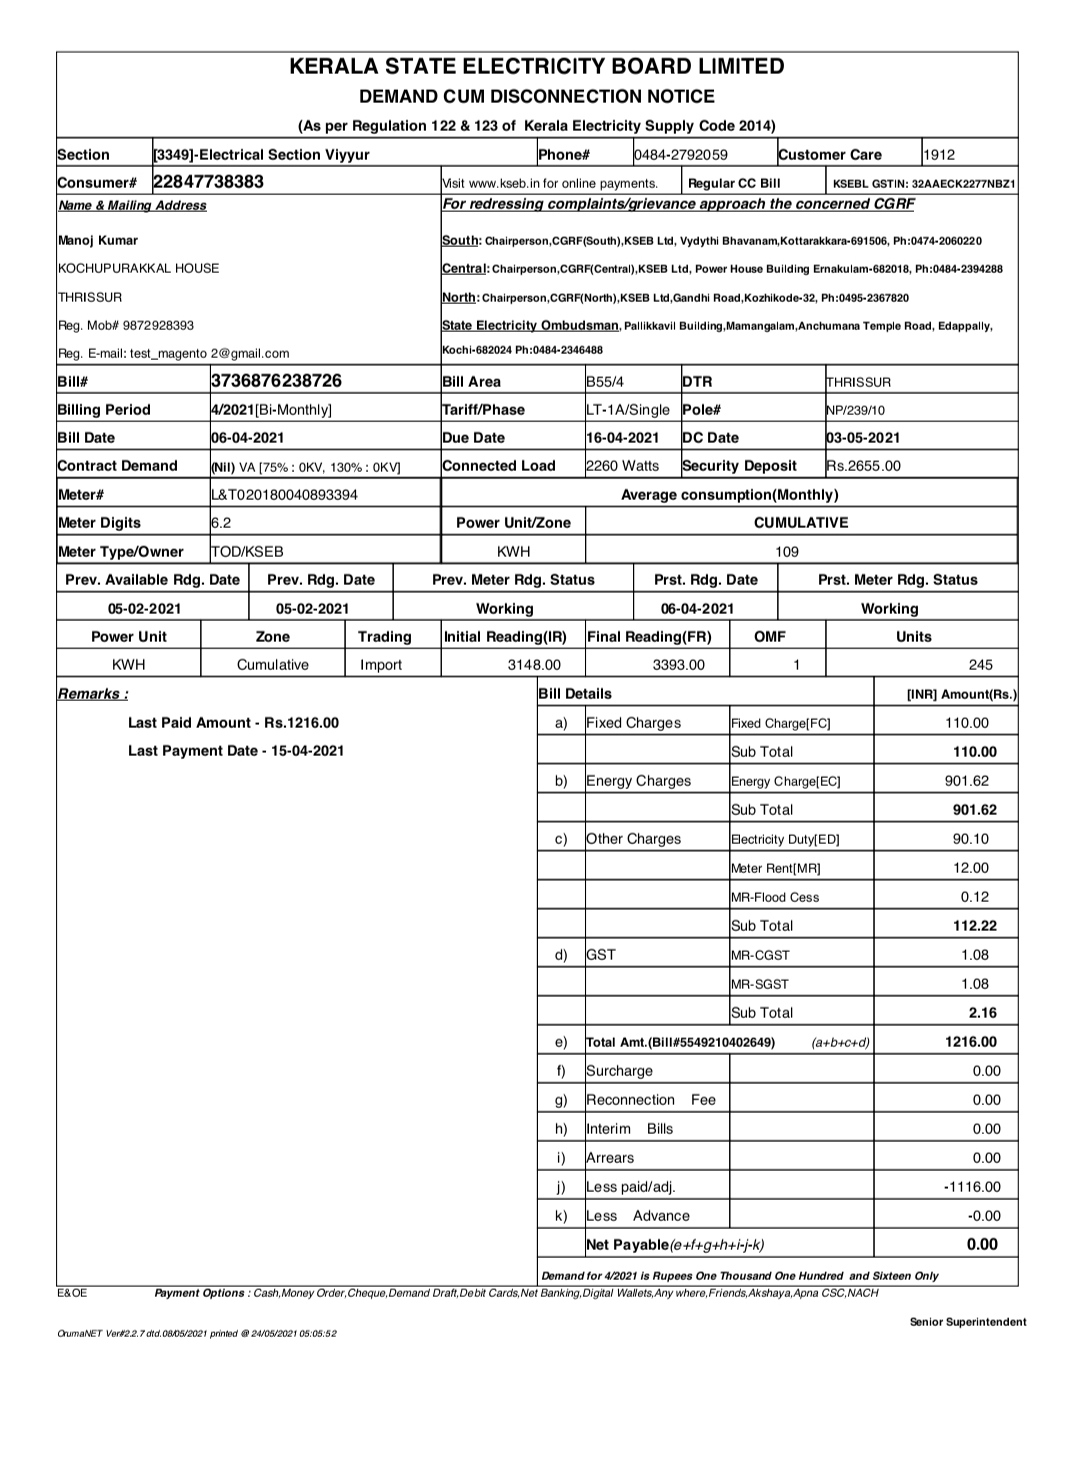 KERALA STATE ELECTRICITY BOARD LIMITED
DEMAND CUM DISCONNECTION NOTICE
(As per Regulation 122 & 123 of Kerala Electricity Supply Code 2014)
Section [3349]-Electrical Section Viyyur Phone# 0484-2792059 Customer Care 1912
Consumer# 22847738383 Visit www.kseb.in for online payments. Regular CC Bill KSEBL GSTIN: 32AAECK2277NBZ1
Name & Mailing Address For redressing complaints/grievance approach the concerned CGRF
Manoj Kumar South: Chairperson,CGRF(South),KSEB Ltd, Vydythi Bhavanam,Kottarakkara-691506, Ph:0474-2060220
KOCHUPURAKKAL HOUSE Central: Chairperson,CGRF(Central),KSEB Ltd, Power House Building Ernakulam-682018, Ph:0484-2394288
THRISSUR North: Chairperson,CGRF(North),KSEB Ltd,Gandhi Road,Kozhikode-32, Ph:0495-2367820
Reg. Mob# 9872928393 State Electricity Ombudsman, Pallikkavil Building,Mamangalam,Anchumana Temple Road, Edappally,
Reg. E-mail: test_magento 2@gmail.com Kochi-682024 Ph:0484-2346488
Bill# 3736876238726 Bill Area B55/4 DTR THRISSUR
Billing Period 4/2021[Bi-Monthly] Tariff/Phase LT-1A/Single Pole# NP/239/10
Bill Date 06-04-2021 Due Date 16-04-2021 DC Date 03-05-2021
Contract Demand (Nil) VA [75% : 0KV, 130% : 0KV] Connected Load 2260 Watts Security Deposit Rs.2655.00
Meter# L&T020180040893394 Average consumption(Monthly)
Meter Digits 6.2 Power Unit/Zone CUMULATIVE
Meter Type/Owner TOD/KSEB KWH 109
Prev. Available Rdg. Date Prev. Rdg. Date Prev. Meter Rdg. Status Prst. Rdg. Date Prst. Meter Rdg. Status
05-02-2021 05-02-2021 Working 06-04-2021 Working
Power Unit Zone Trading Initial Reading(IR) Final Reading(FR) OMF Units
KWH Cumulative Import 3148.00 3393.00 1 245
Remarks : Bill Details [INR] Amount(Rs.)
Last Paid Amount - Rs.1216.00 a) Fixed Charges Fixed Charge[FC] 110.00
Last Payment Date - 15-04-2021 Sub Total 110.00
b) Energy Charges Energy Charge[EC] 901.62
Sub Total 901.62
c) Other Charges Electricity Duty[ED] 90.10
Meter Rent[MR] 12.00
MR-Flood Cess 0.12
Sub Total 112.22
d) GST MR-CGST 1.08
MR-SGST 1.08
Sub Total 2.16
e) Total Amt.(Bill#5549210402649) (a+b+c+d) 1216.00
f) Surcharge 0.00
g) Reconnection Fee 0.00
h) Interim Bills 0.00
i) Arrears 0.00
j) Less paid/adj. -1116.00
k) Less Advance -0.00
Net Payable(e+f+g+h+i-j-k) 0.00
Demand for 4/2021 is Rupees One Thousand One Hundred and Sixteen Only
E&OE Payment Options : Cash,Money Order,Cheque,Demand Draft,Debit Cards,Net Banking,Digital Wallets,Any where,Friends,Akshaya,Apna CSC,NACH
Senior Superintendent
OrumaNET Ver#2.2.7 dtd.08/05/2021 printed @ 24/05/2021 05:05:52